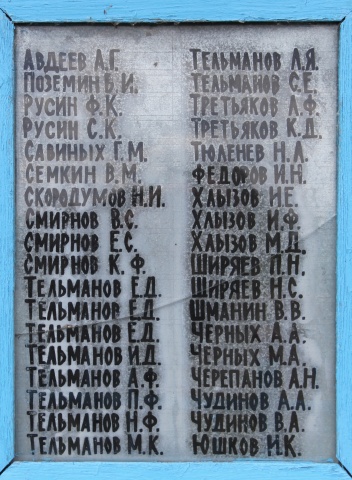 АВДЕЕВ А.Г.
ПОЗЕМИН В.И.
РУСИН Ф.К.
РУСИН С.К.
САВИНЫХ Г.М.
СЕМКИН В.М.
СКОРОДУМОВ Н.И.
СМИРНОВ В.С.
СМИРНОВ Е.С.
СМИРНОВ К.Ф.
ТЕЛЬМАНОВ Е.Д.
ТЕЛЬМАНОВ Е.Д.
ТЕЛЬМАНОВ Е.Д.
ТЕЛЬМАНОВ И.Д.
ТЕЛЬМАНОВ А.Ф.
ТЕЛЬМАНОВ П.Ф.
ТЕЛЬМАНОВ Н.Ф.
ТЕЛЬМАНОВ М.К.
ТЕЛЬМАНОВ Л.Я.
ТЕЛЬМАНОВ С.Е.
ТРЕТЬЯКОВ Л.Ф.
ТРЕТЬЯКОВ К.Д.
ТЮЛЕНЕВ Н.Л.
ФЕДОРОВ И.Н.
ХЛЫЗОВ И.Е.
ХЛЫЗОВ И.Ф.
ХЛЫЗОВ М.Д.
ШИРЯЕВ П.Н.
ШИРЯЕВ Н.С.
ШМАНИН В.В.
ЧЕРНЫХ А.А.
ЧЕРНЫХ М.А.
ЧЕРЕПАНОВ А.Н.
ЧУДИНОВ А.А.
ЧУДИНОВ В.А.
ЮШКОВ И.К.